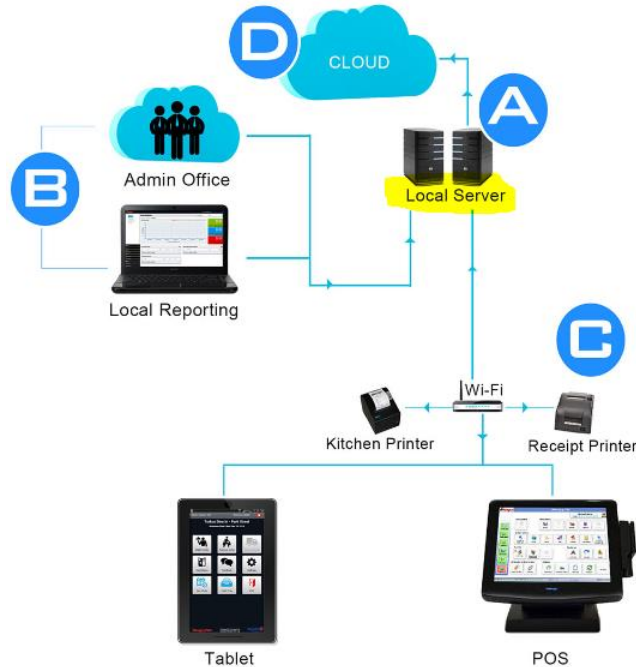 D
CLOUD
A
B
Admin Office
Local Server
Local Reporting
C
Wi-Fi
Kitchen Printer
Receipt Printer
Tablet
POS